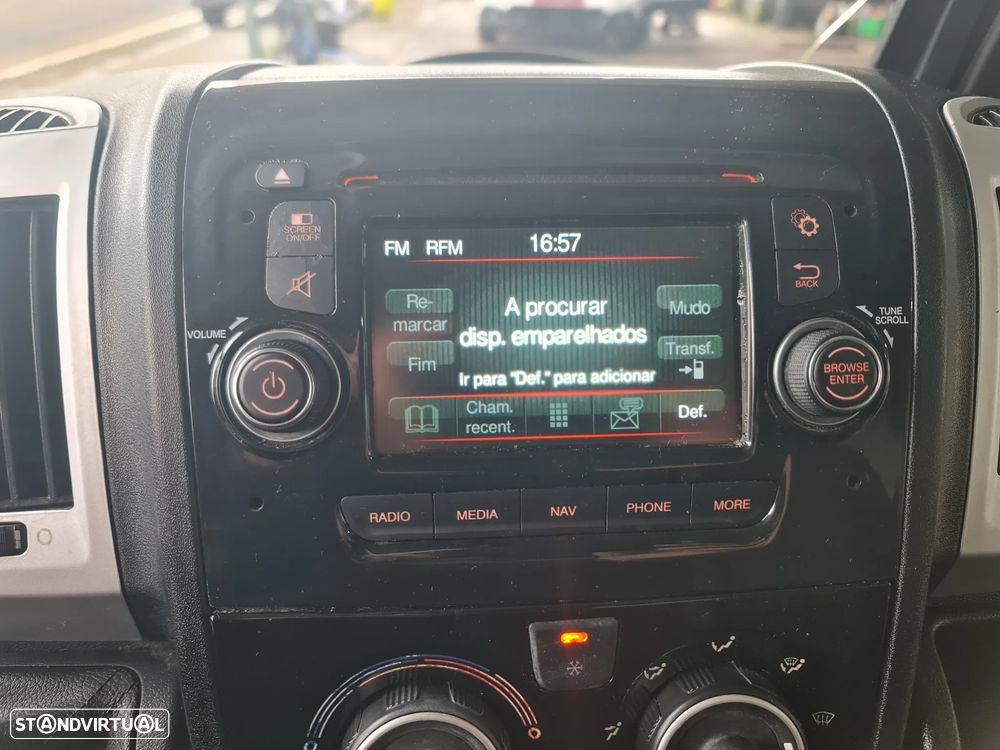 SCREEN
ON/OFF
FM RFM 16:57
Re-
marcar
Fim
A procurar
disp. emparelhados
Ir para "Def." para adicionar
Mudo
Transf.
Cham.
recent.
Def.
BACK
VOLUME
TUNE
SCROLL
BROWSE
ENTER
RADIO
MEDIA
NAV
PHONE
MORE
STANDVIRTUAL